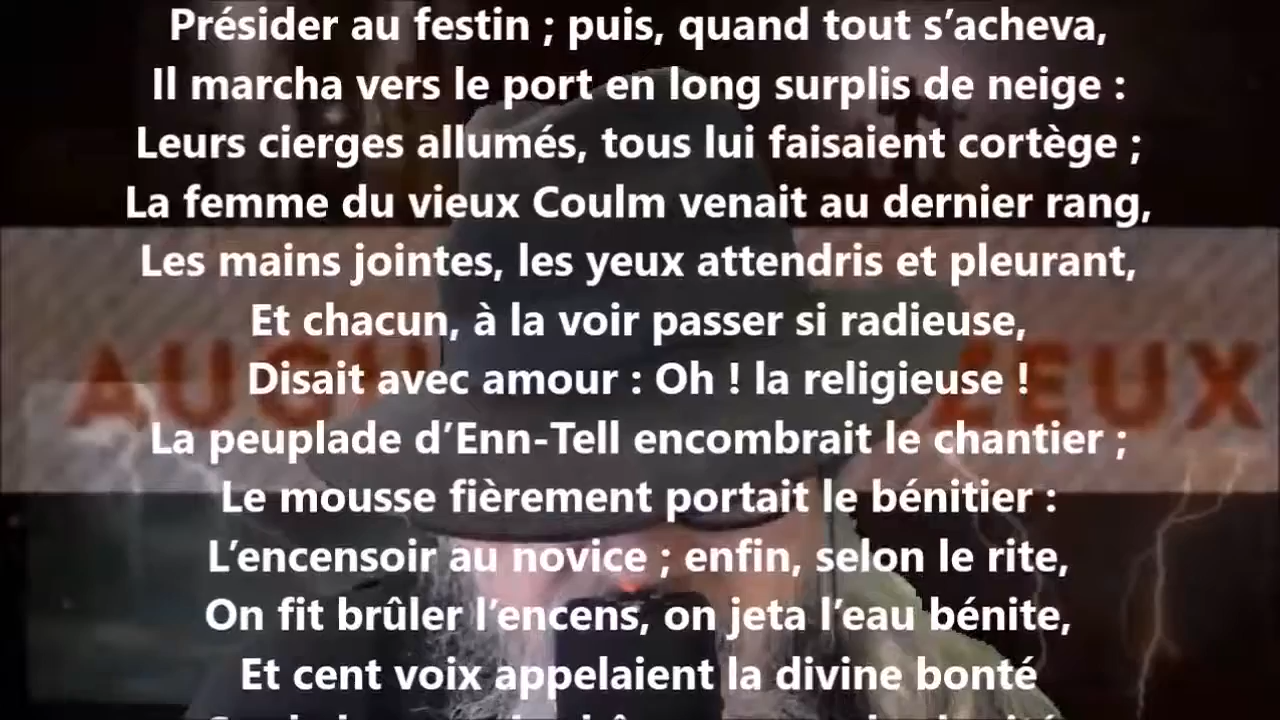 Présider au festin ; puis, quand tout s’acheva,
Il marcha vers le port en long surplis de neige :
Leurs cierges allumés, tous lui faisaient cortège ;
La femme du vieux Coulm venait au dernier rang,
Les mains jointes, les yeux attendris et pleurant,
Et chacun, à la voir passer si radieuse,
Disait avec amour : Oh ! la religieuse !
La peuplade d’Enn-Tell encombrait le chantier ;
Le mousse fièrement portait le bénitier :
L’encensoir au novice ; enfin, selon le rite,
On fit brûler l’encens, on jeta l’eau bénite,
Et cent voix appelaient la divine bonté